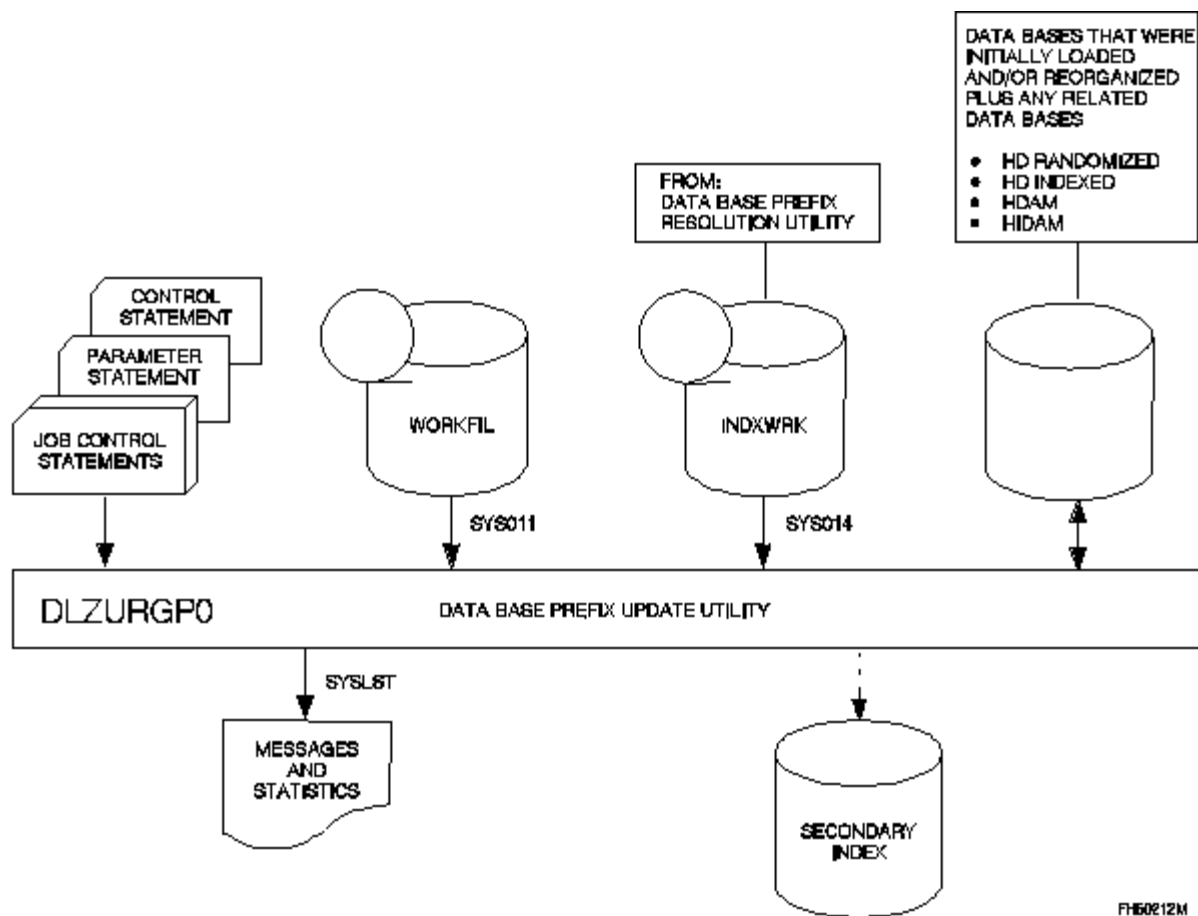 DATA BASES THAT WERE
INITIALLY LOADED
AND/OR REORGANIZED
PLUS ANY RELATED
DATA BASES
• HD RANDOMIZED
• HD INDEXED
• HDAM
• HIDAM
FROM:
DATA BASE PREFIX
RESOLUTION UTILITY
CONTROL
STATEMENT
PARAMETER
STATEMENT
JOB CONTROL
STATEMENTS
WORKFIL
INDXWRK
SYS011
SYS014
DLZURGP0
DATA BASE PREFIX UPDATE UTILITY
SYSLST
MESSAGES
AND
STATISTICS
SECONDARY
INDEX
FH50212M